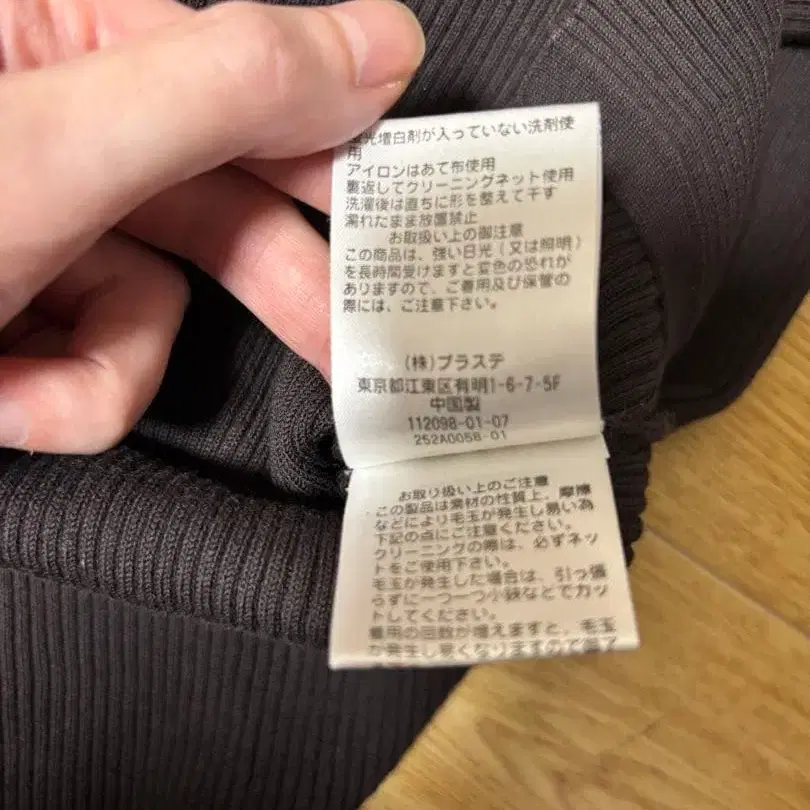 光増白剤が入っていない洗剤使
用
アイロンはあて布使用
裏返してクリーニングネット使用
洗濯後は直ちに形を整えて干す
濡れたまま放置禁止
お取扱い上の御注意
この商品は、強い日光（又は照明）
を長時間受けますと変色の恐れが
ありますので、ご着用及び保管の
際には、ご注意下さい。
(株)プラステ
東京都江東区有明1-6-7-5F
中国製
112098-01-07
252A005B-01
お取り扱い上のご注意
この製品は素材の性質上、摩擦
などにより毛玉が発生し易い為
下記の点にご注意ください。
クリーニングの際は、必ずネッ
トをご使用下さい。
毛玉が発生した場合は、引っ張
らずに一つ一つ小鋏などでカッ
トしてください。
着用の回数が増えますと、毛玉
が発生し易くなりますので